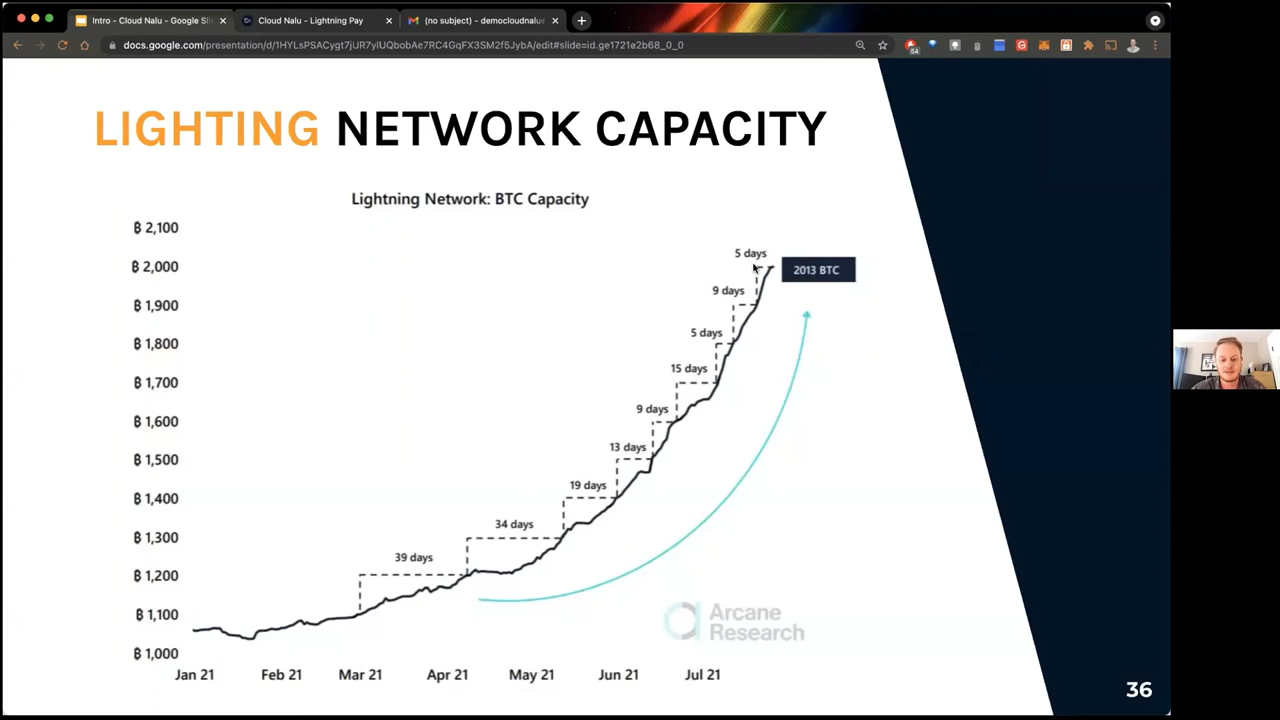 Intro - Cloud Nalu - Google Sli
Cloud Nalu - Lightning Pay
(no subject) - democloudnalu
docs.google.com/presentation/d/1HYLsPSACygt7jUR7yIUQbobAe7RC4GqFX3SM2f5JybA/edit#slide=id.ge1721e2b68_0_0
54
LIGHTING NETWORK CAPACITY
Lightning Network: BTC Capacity
₿ 2,100
₿ 2,000
₿ 1,900
₿ 1,800
₿ 1,700
₿ 1,600
₿ 1,500
₿ 1,400
₿ 1,300
₿ 1,200
₿ 1,100
₿ 1,000
5 days
2013 BTC
9 days
5 days
15 days
9 days
13 days
19 days
34 days
39 days
Arcane
Research
Jan 21 Feb 21 Mar 21 Apr 21 May 21 Jun 21 Jul 21
36